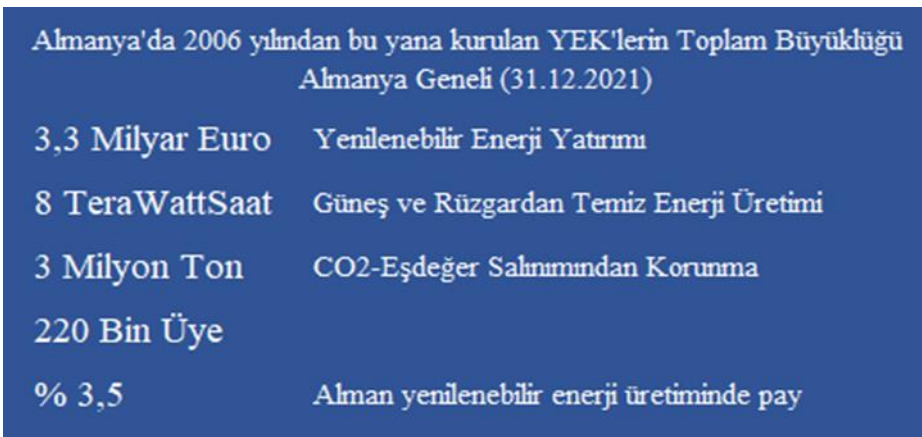 Almanya'da 2006 yılından bu yana kurulan YEK'lerin Toplam Büyüklüğü
Almanya Geneli (31.12.2021)
3,3 Milyar Euro Yenilenebilir Enerji Yatırımı
8 TeraWattSaat Güneş ve Rüzgardan Temiz Enerji Üretimi
3 Milyon Ton CO2-Eşdeğer Salınımından Korunma
220 Bin Üye
% 3,5 Alman yenilenebilir enerji üretiminde pay